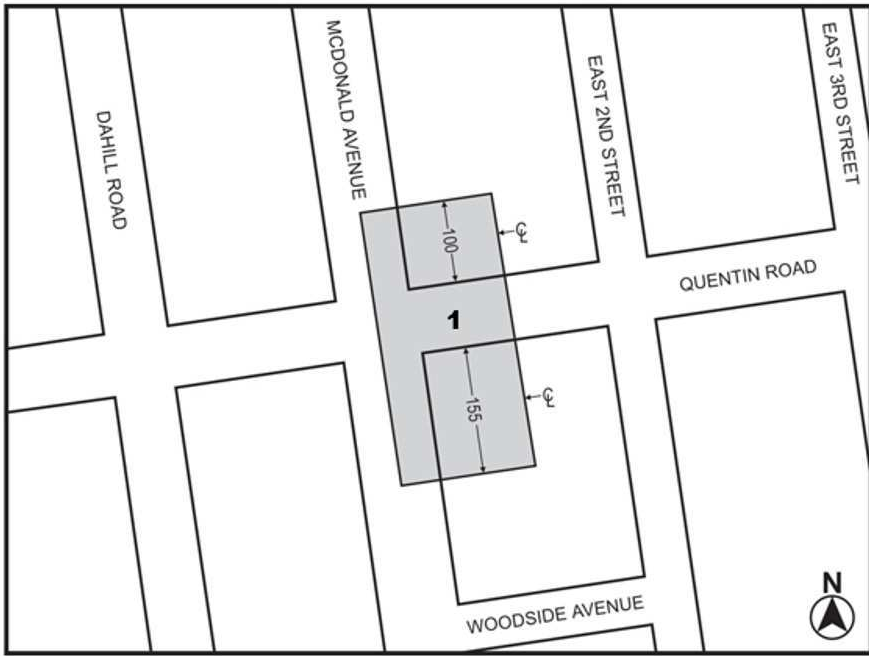 MCDONALD AVENUE
EAST 2ND STREET
EAST 3RD STREET
DAHILL ROAD
100
℄
QUENTIN ROAD
1
155
℄
N
WOODSIDE AVENUE